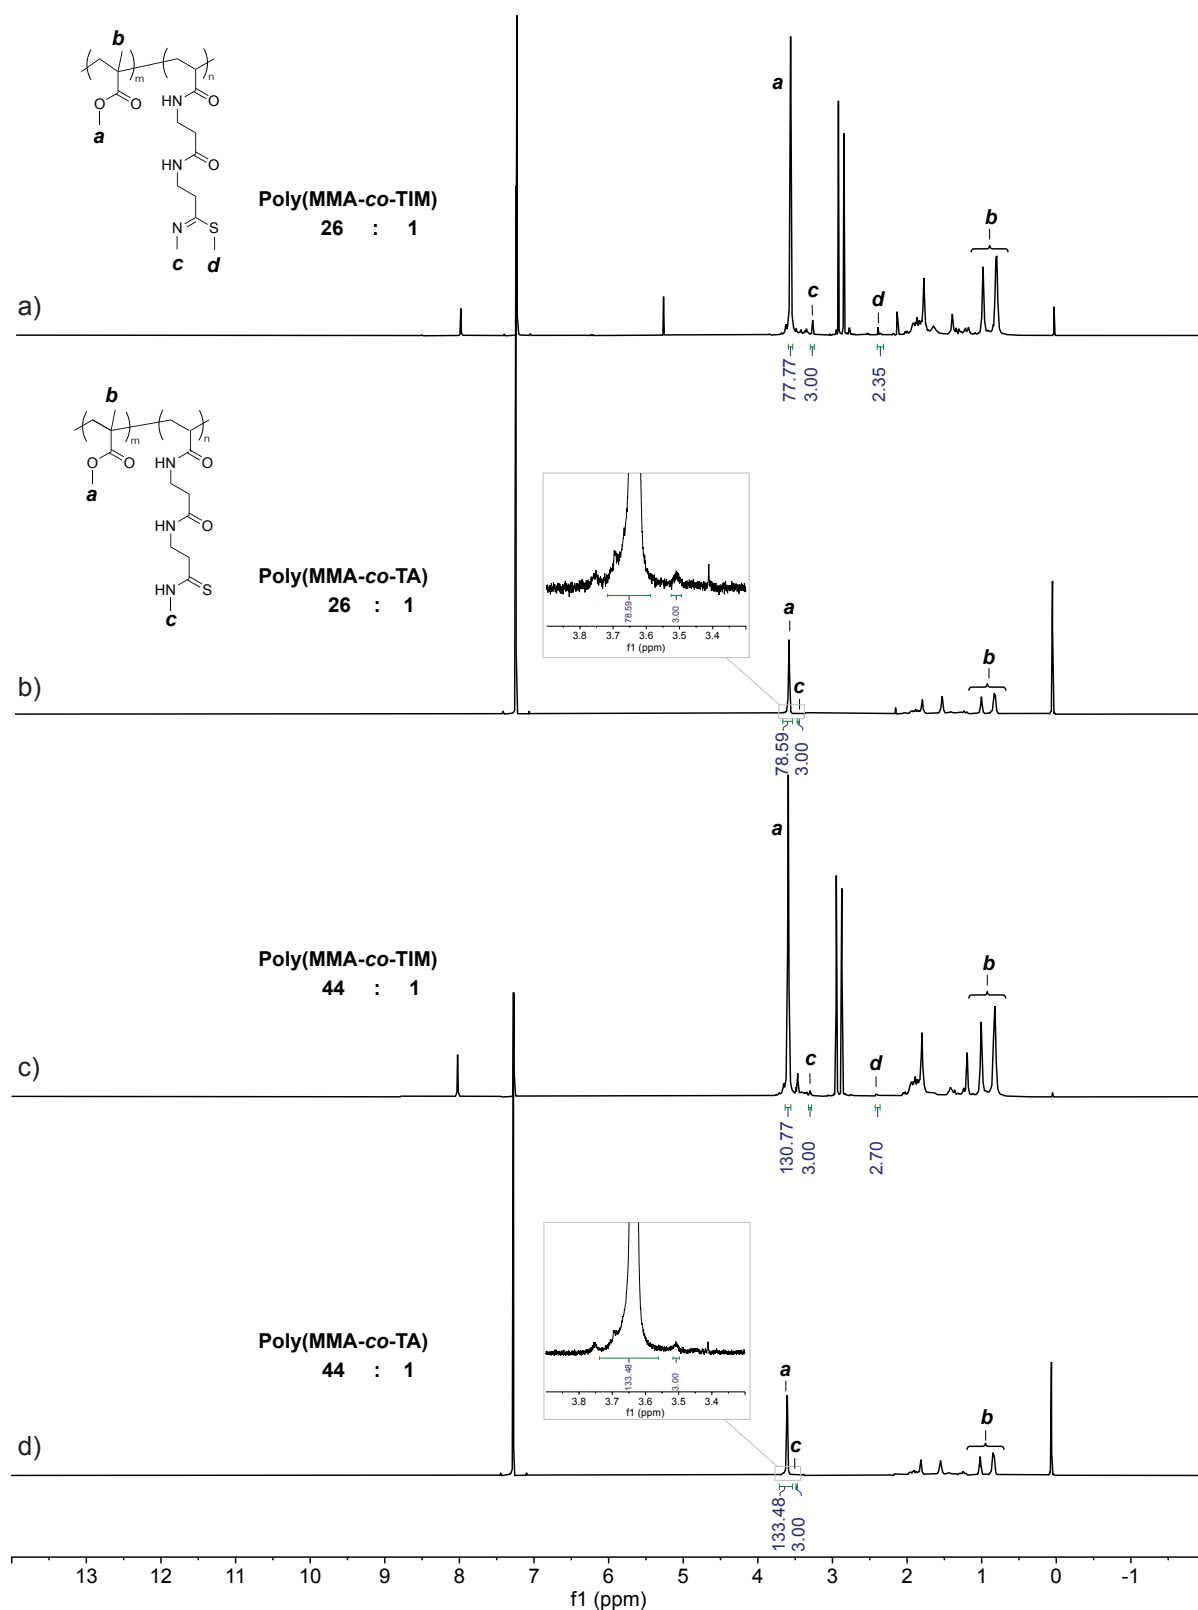 b
m
n
O
O
HN
O
a
HN
O
N
S
c
d
Poly(MMA-co-TIM)
26 : 1
a)
a
c
d
b
77.77
3.00
2.35
b
m
n
O
O
HN
O
a
HN
O
HN
S
c
Poly(MMA-co-TA)
26 : 1
b)
78.59
3.00
3.8 3.7 3.6 3.5 3.4
f1 (ppm)
a
c
b
78.59
3.00
Poly(MMA-co-TIM)
44 : 1
c)
a
c
d
b
130.77
3.00
2.70
Poly(MMA-co-TA)
44 : 1
d)
133.48
3.00
3.8 3.7 3.6 3.5 3.4
f1 (ppm)
a
c
b
133.48
3.00
13 12 11 10 9 8 7 6 5 4 3 2 1 0 -1
f1 (ppm)